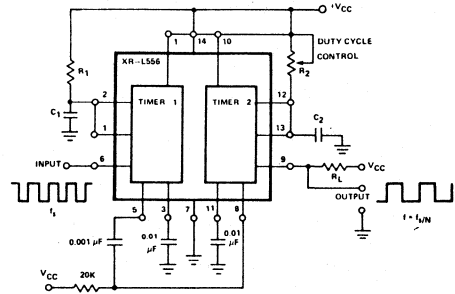 +VCC
1 14 10
DUTY CYCLE
CONTROL
XR-L556
R1
R2
2
TIMER 1
TIMER 2
12
C1
1
13
C2
INPUT
6
9
RL
VCC
OUTPUT
fs
f = fs/N
5 3 7 11 8
0.001 µF
0.01
µF
0.01
µF
VCC
20K